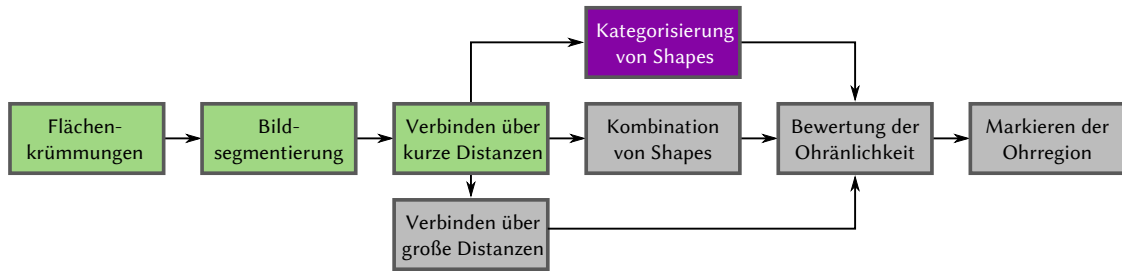 Kategorisierung
von Shapes
Flächen-
krümmungen
Bild-
segmentierung
Verbinden über
kurze Distanzen
Kombination
von Shapes
Bewertung der
Ohränlichkeit
Markieren der
Ohrregion
Verbinden über
große Distanzen